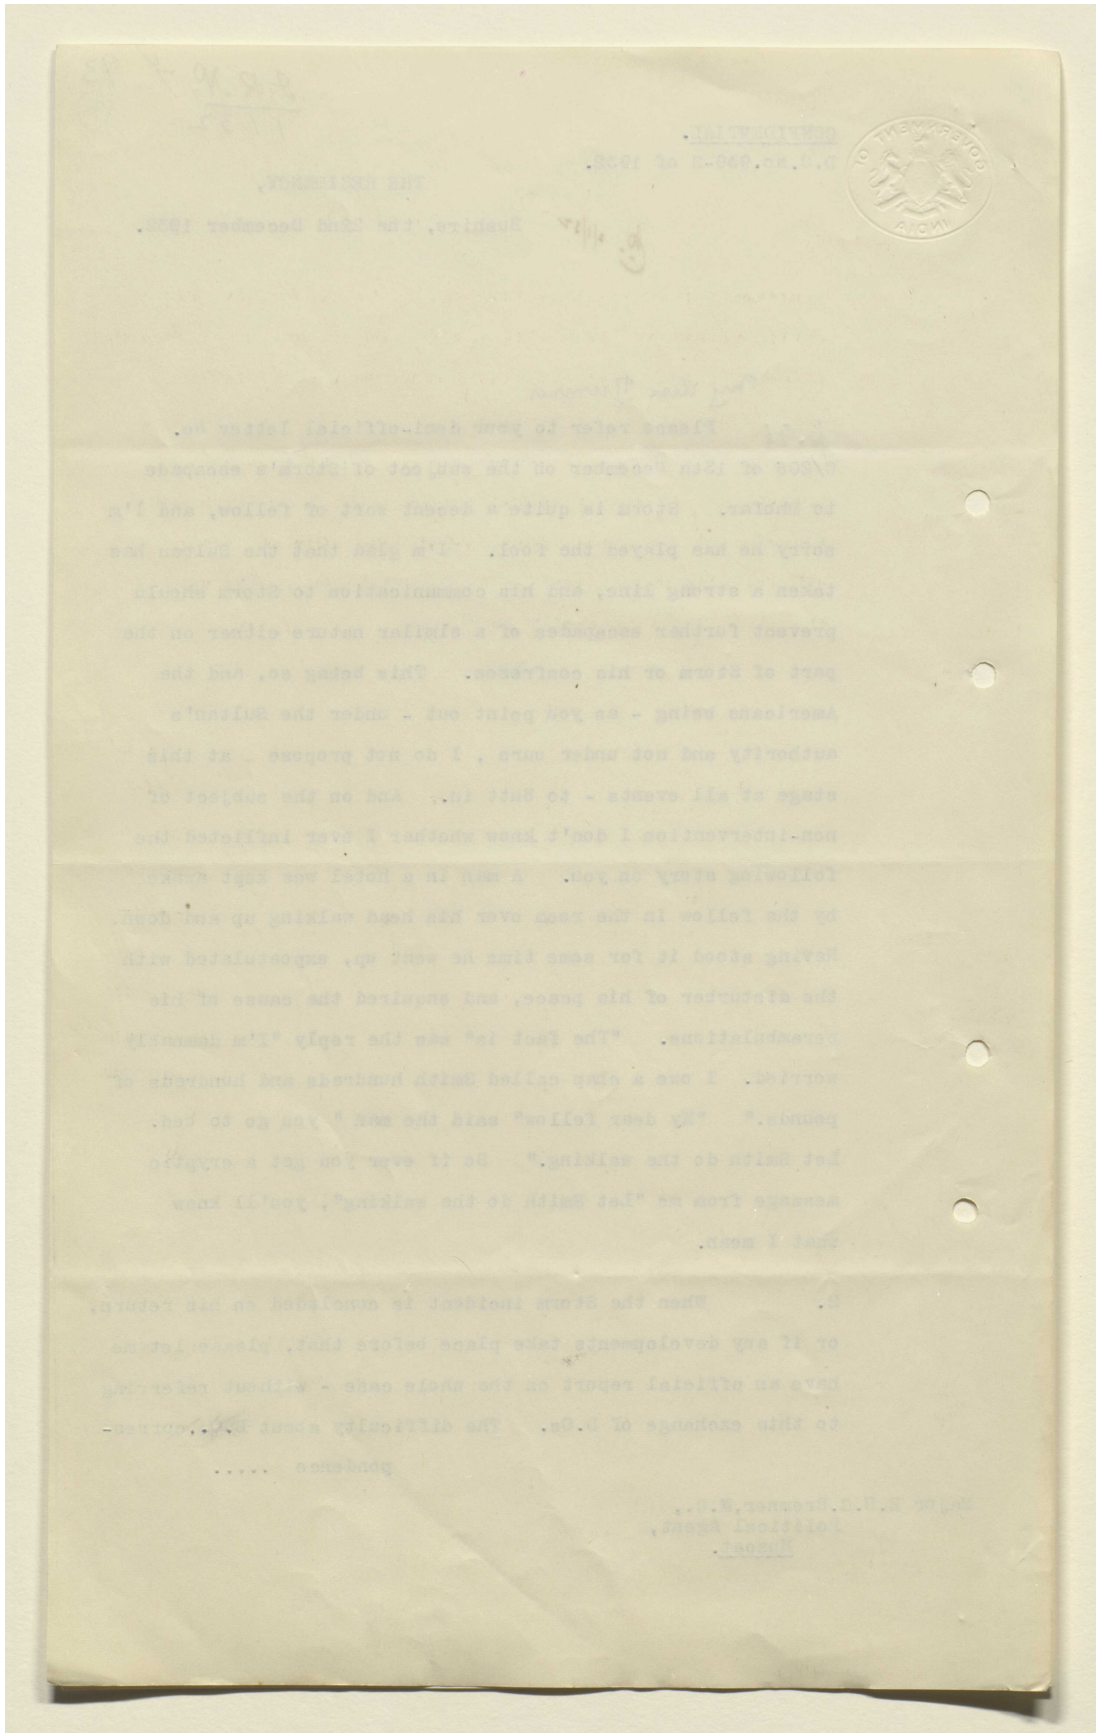 CONFIDENTIAL.
D.O.No. of 1932.
GOVERNMENT OF
INDIA
THE RESIDENCY,
Bushire, the 22nd December 1932.
My dear
Please refer to your demi-official letter No.
of December on the subject of Storm's escapade
to Dhofar. Storm is quite a decent sort of fellow, and I'm
sorry he has played the fool. I'm glad that the Sultan has
taken a strong line, and his communication to Storm should
prevent further escapades of a similar nature either on the
part of Storm or his confreres. This being so, and the
Americans being - as you point out - under the Sultan's
authority and not under ours , I do not propose - at this
stage at all events - to butt in. And on the subject of
non-intervention I don't know whether I ever inflicted the
following story on you. A man in a hotel was kept awake
by the fellow in the room over his head walking up and down.
Having stood it for some time he went up, expostulated with
the disturber of his peace, and enquired the cause of his
perambulations. "The fact is" was the reply "I'm damnably
worried. I owe a chap called Smith hundreds and hundreds of
pounds." "My dear fellow" said the man " you go to bed.
Let Smith do the walking." So if ever you got a cryptic
message from me "Let Smith do the walking", you'll know
what I mean.
2. When the Storm incident is concluded on his return,
or if any developments take place before that, please let me
have an official report on the whole case - without referring
to this exchange of D.Os. The difficulty about D.O. corres-
pondence .....
Major Bremner, M.C.,
Political Agent,
Muscat.